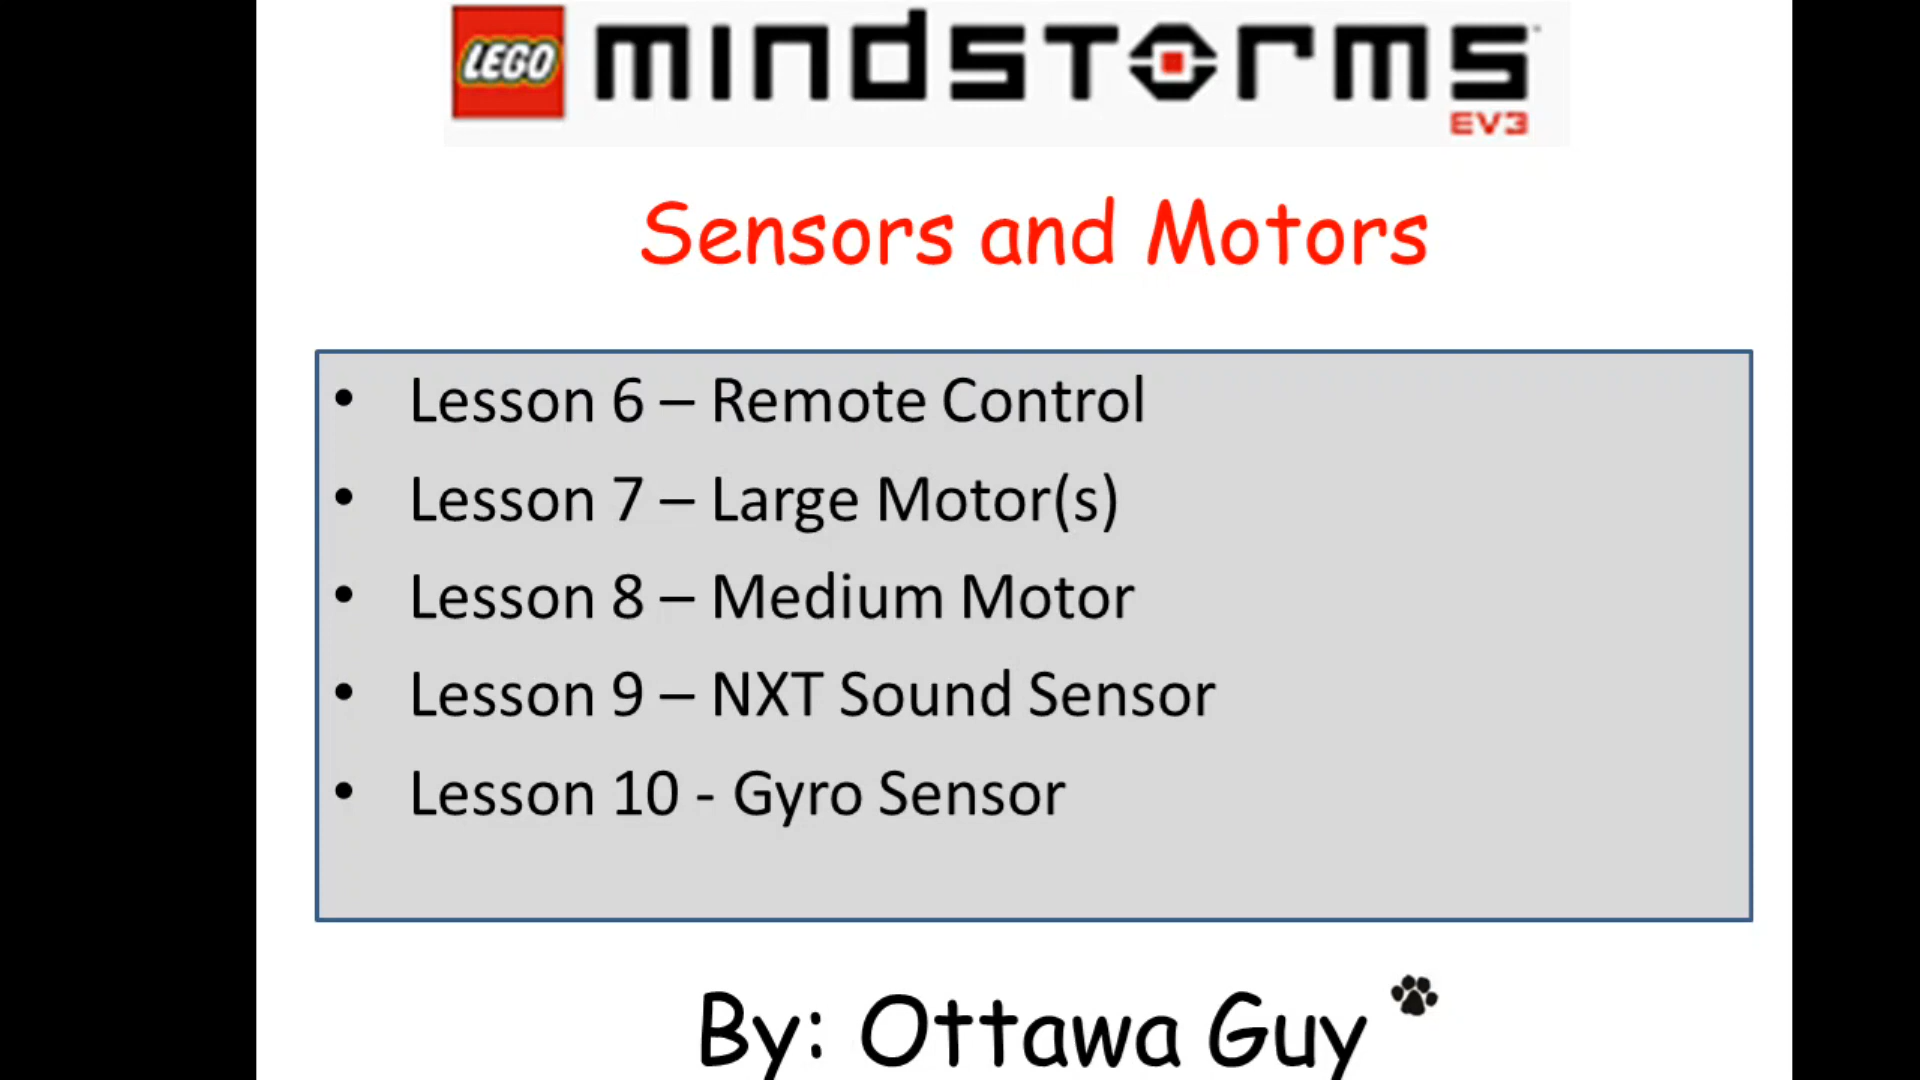 LEGO mindstorms
EV3
Sensors and Motors
• Lesson 6 – Remote Control
• Lesson 7 – Large Motor(s)
• Lesson 8 – Medium Motor
• Lesson 9 – NXT Sound Sensor
• Lesson 10 - Gyro Sensor
By: Ottawa Guy